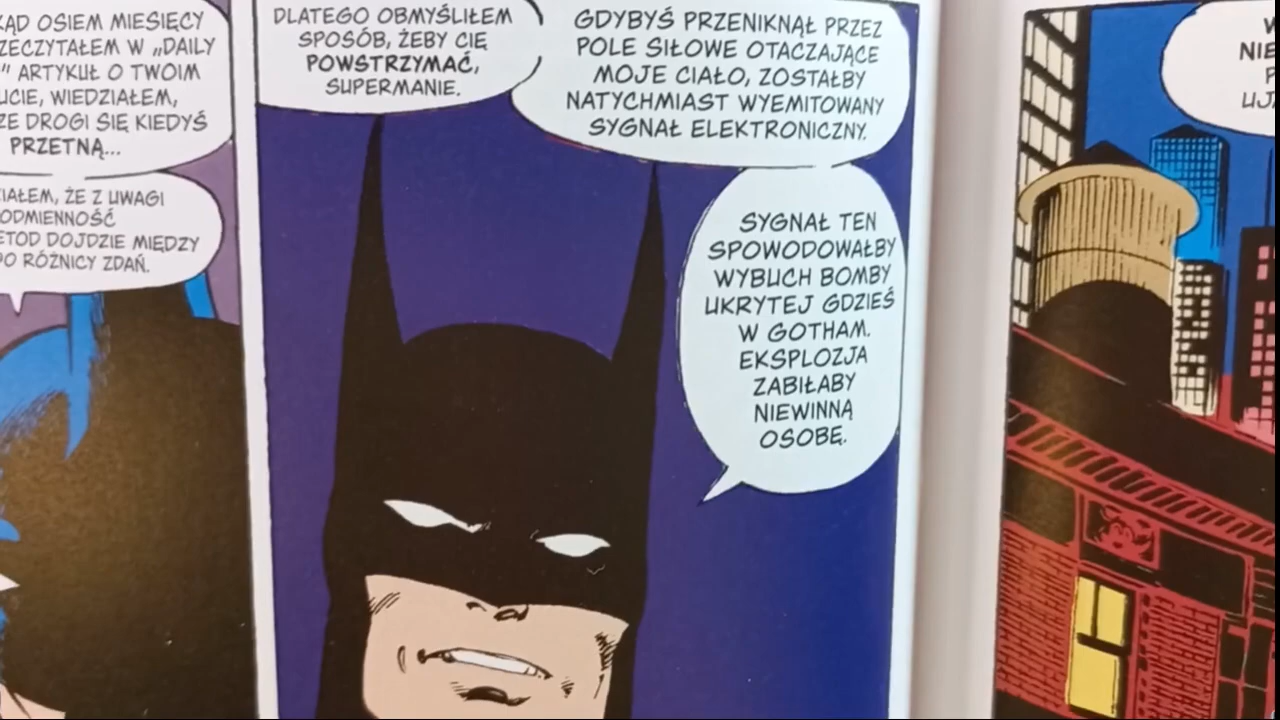 OSIEM MIESIĘCY
W „DAILY
” ARTYKUŁ O TWOIM
WIEDZIAŁEM,
ŻE DROGI SIĘ KIEDYŚ
PRZETNĄ...
ŻE Z UWAGI
ODMIENNOŚĆ
DOJDZIE MIĘDZY
RÓŻNICY ZDAŃ.
DLATEGO OBMYŚLIŁEM
SPOSÓB, ŻEBY CIĘ
POWSTRZYMAĆ,
SUPERMANIE.
GDYBYŚ PRZENIKNĄŁ PRZEZ
POLE SIŁOWE OTACZAJĄCE
MOJE CIAŁO, ZOSTAŁBY
NATYCHMIAST WYEMITOWANY
SYGNAŁ ELEKTRONICZNY.
SYGNAŁ TEN
SPOWODOWAŁBY
WYBUCH BOMBY
UKRYTEJ GDZIEŚ
W GOTHAM.
EKSPLOZJA
ZABIŁABY
NIEWINNĄ
OSOBĘ.